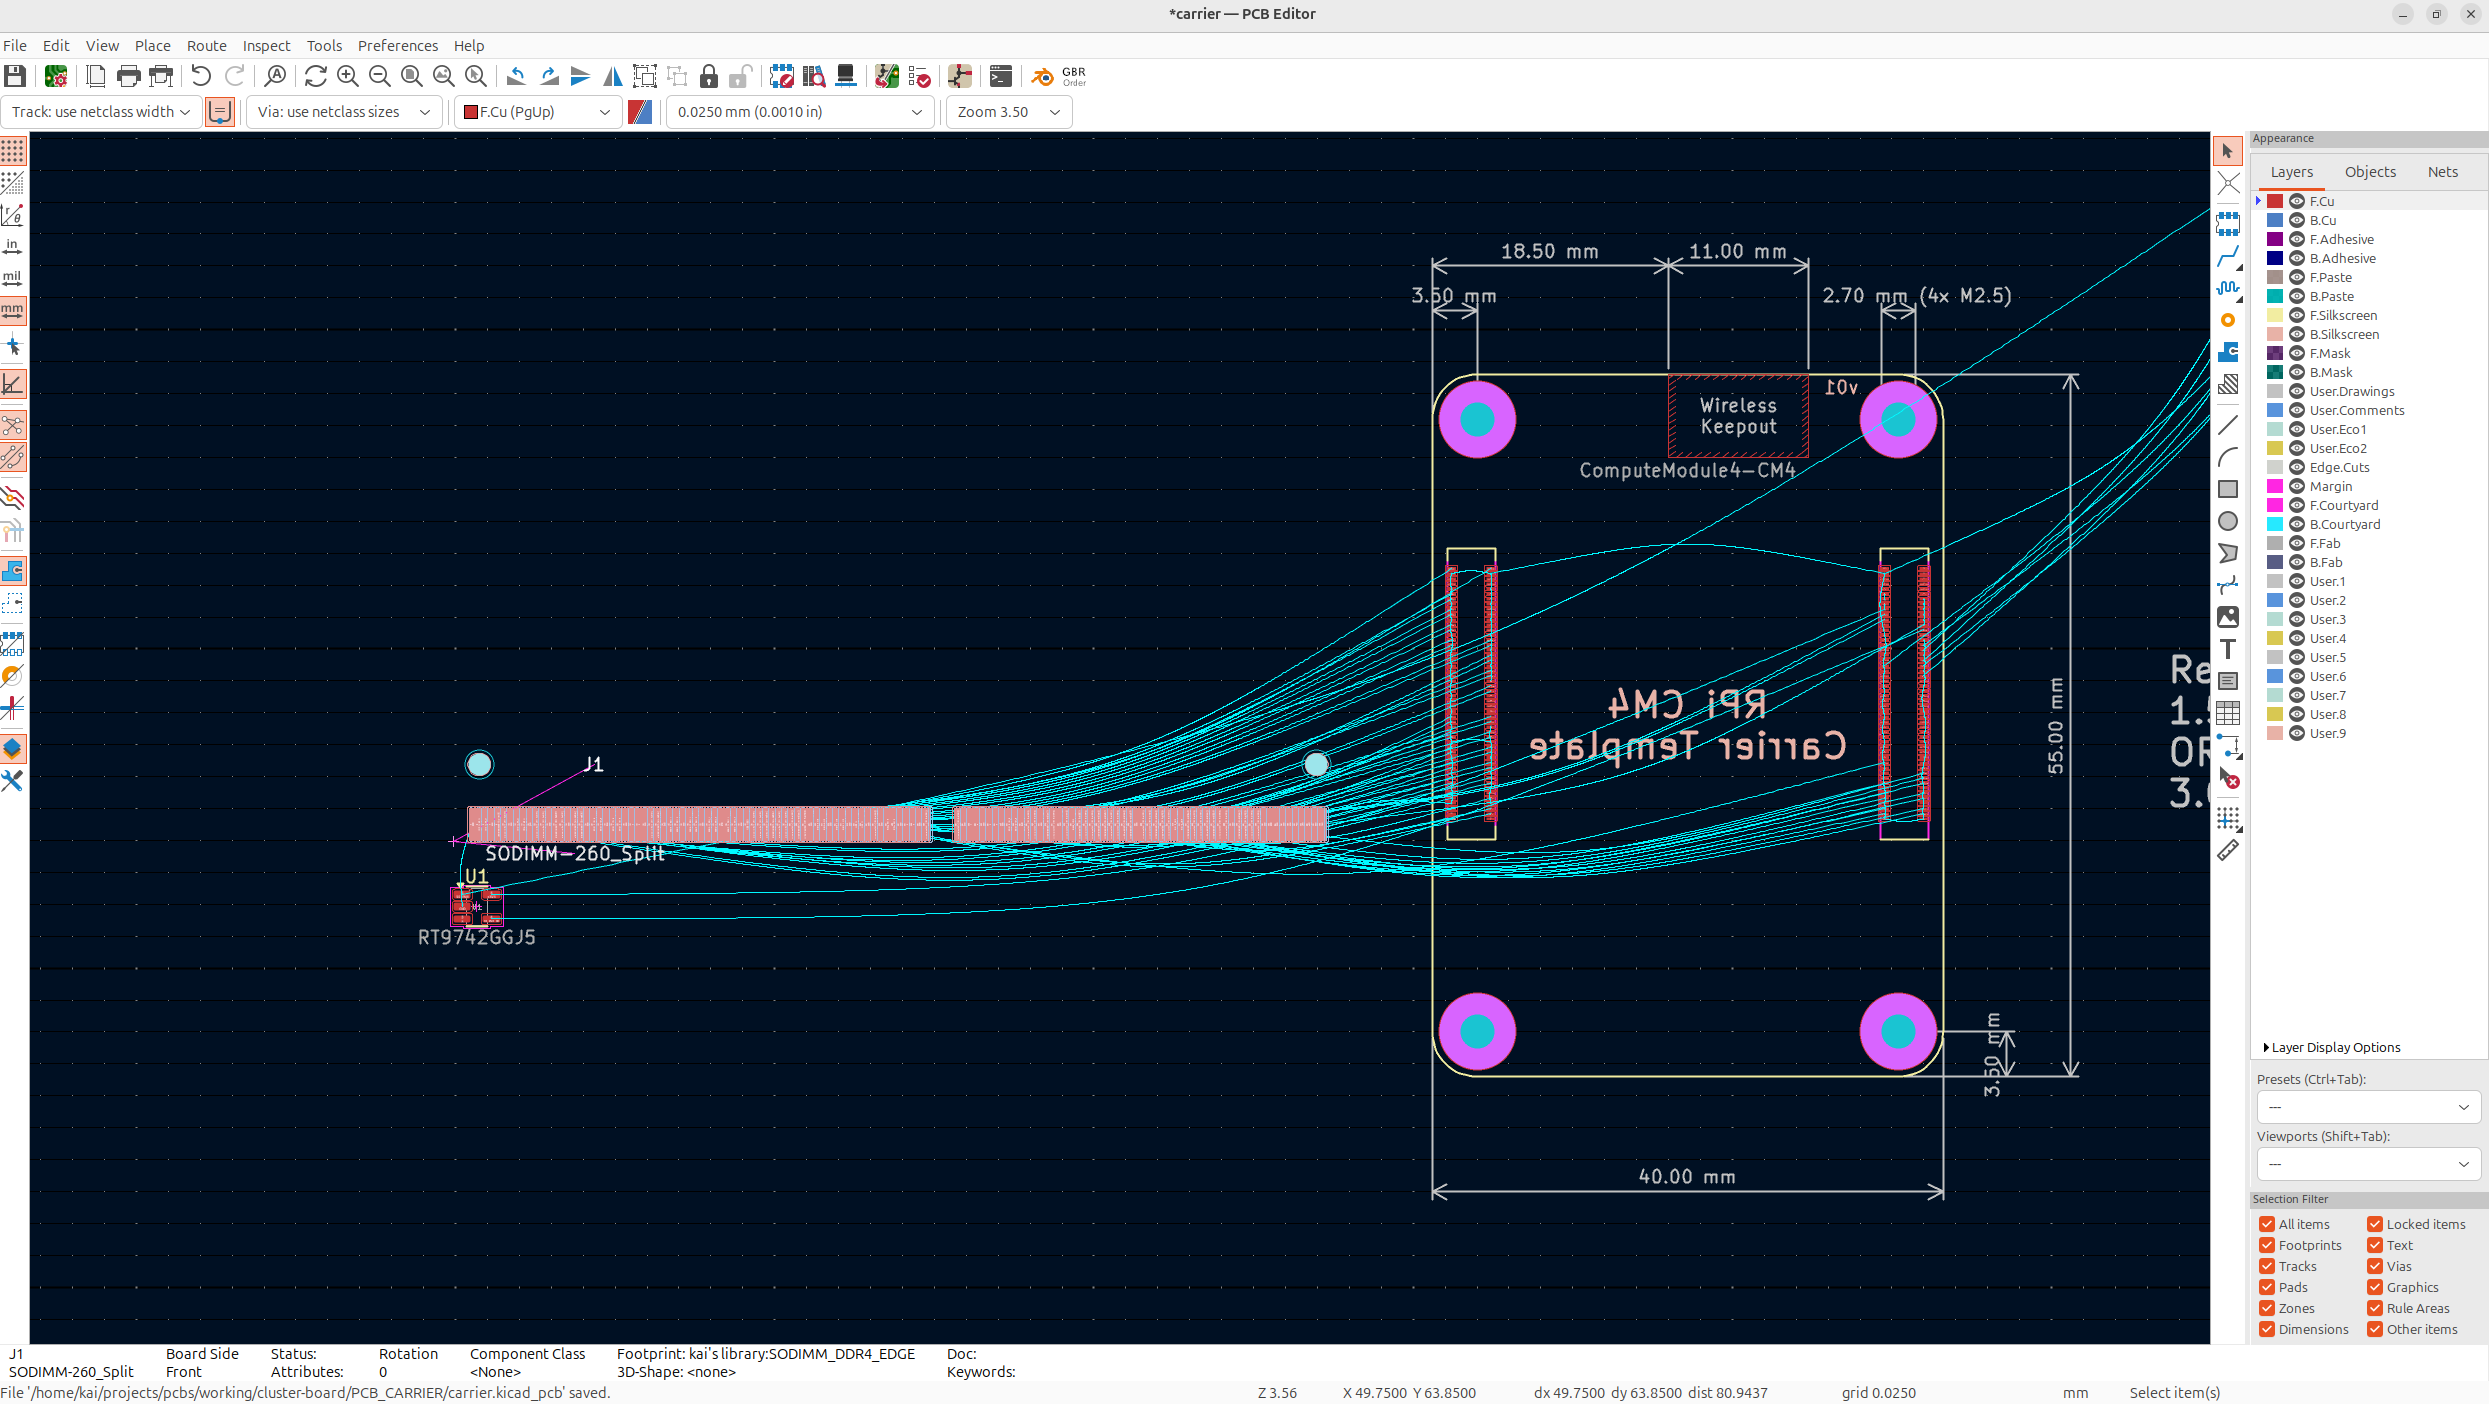 *carrier — PCB Editor
File Edit View Place Route Inspect Tools Preferences Help
GBR
Order
Track: use netclass width
Via: use netclass sizes
F.Cu (PgUp)
0.0250 mm (0.0010 in)
Zoom 3.50
in
mil
mm
18.50 mm
11.00 mm
3.50 mm
2.70 mm (4x M2.5)
v01
Wireless
Keepout
ComputeModule4-CM4
RPi CM4
Carrier Template
55.00 mm
3.50 mm
40.00 mm
J1
SODIMM-260_Split
U1
RT9742GGJ5
Appearance
Layers Objects Nets
F.Cu
B.Cu
F.Adhesive
B.Adhesive
F.Paste
B.Paste
F.Silkscreen
B.Silkscreen
F.Mask
B.Mask
User.Drawings
User.Comments
User.Eco1
User.Eco2
Edge.Cuts
Margin
F.Courtyard
B.Courtyard
F.Fab
B.Fab
User.1
User.2
User.3
User.4
User.5
User.6
User.7
User.8
User.9
Layer Display Options
Presets (Ctrl+Tab):
---
Viewports (Shift+Tab):
---
Selection Filter
All items Locked items
Footprints Text
Tracks Vias
Pads Graphics
Zones Rule Areas
Dimensions Other items
J1 Board Side Status: Rotation Component Class Footprint: kai's library:SODIMM_DDR4_EDGE Doc:
SODIMM-260_Split Front Attributes: 0 <None> 3D-Shape: <none> Keywords:
File '/home/kai/projects/pcbs/working/cluster-board/PCB_CARRIER/carrier.kicad_pcb' saved.
Z 3.56 X 49.7500 Y 63.8500 dx 49.7500 dy 63.8500 dist 80.9437 grid 0.0250 mm Select item(s)